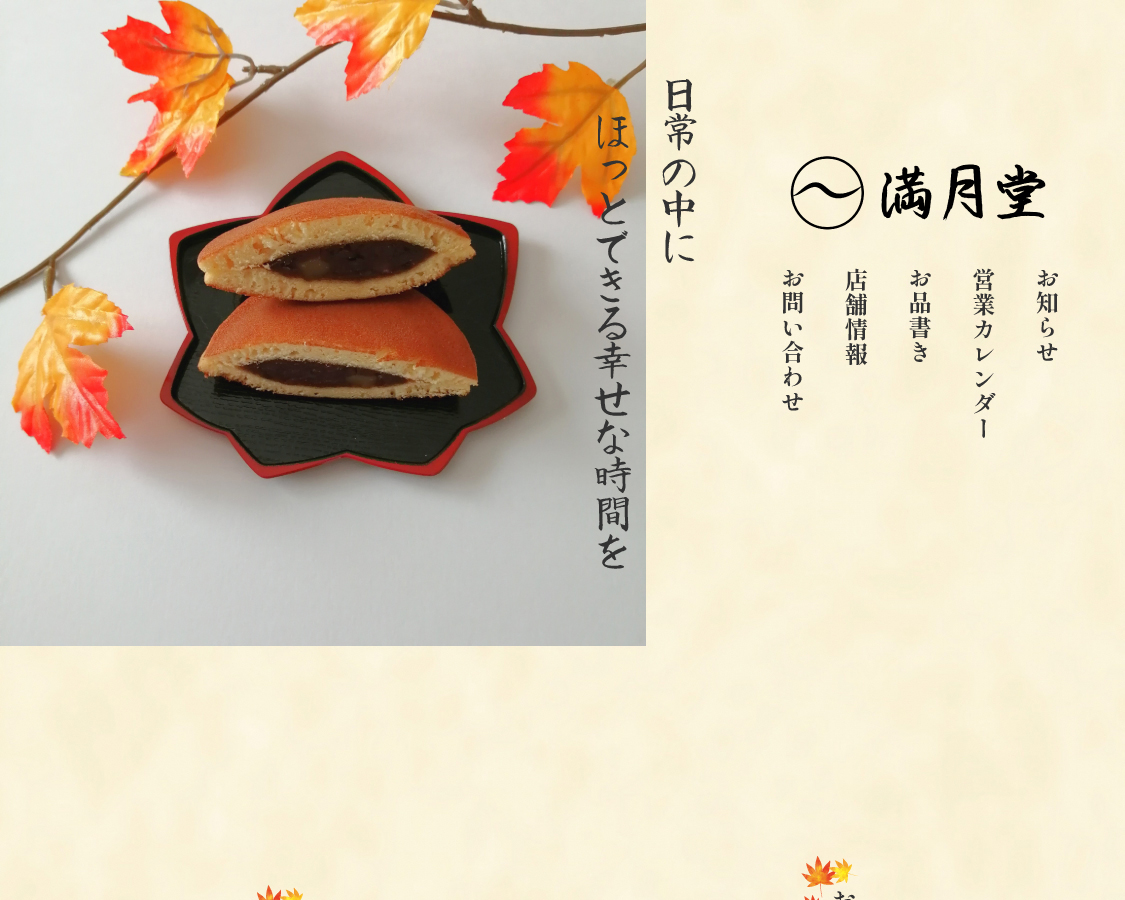 日常の中に
ほっとできる幸せな時間を
満月堂
お知らせ
営業カレンダー
お品書き
店舗情報
お問い合わせ
お